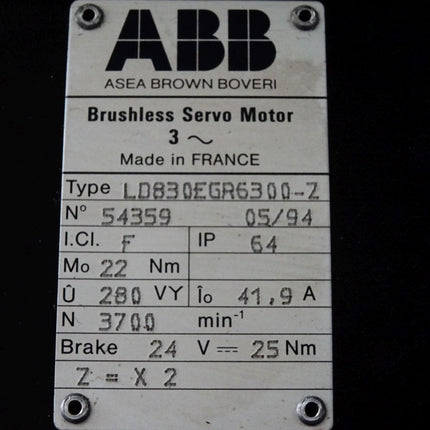 ABB
ASEA BROWN BOVERI
Brushless Servo Motor
3 ~
Made in FRANCE
Type LD830EGR6300-Z
N° 54359 05/94
I.Cl. F IP 64
Mo 22 Nm
Û 280 VY Îo 41,9 A
N 3700 min⁻¹
Brake 24 V ⎓ 25 Nm
Z = X 2